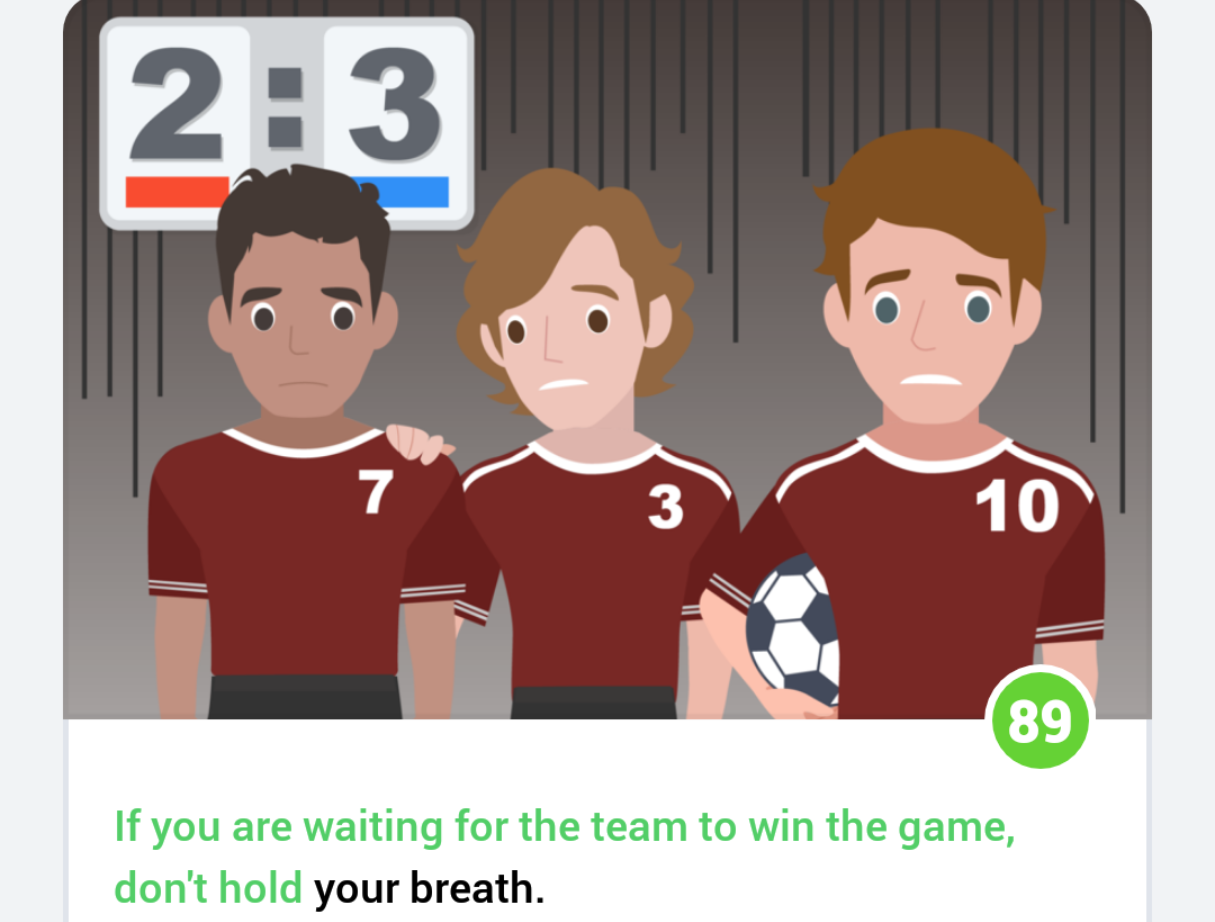 2 : 3
7
3
10
89
If you are waiting for the team to win the game,
don't hold your breath.